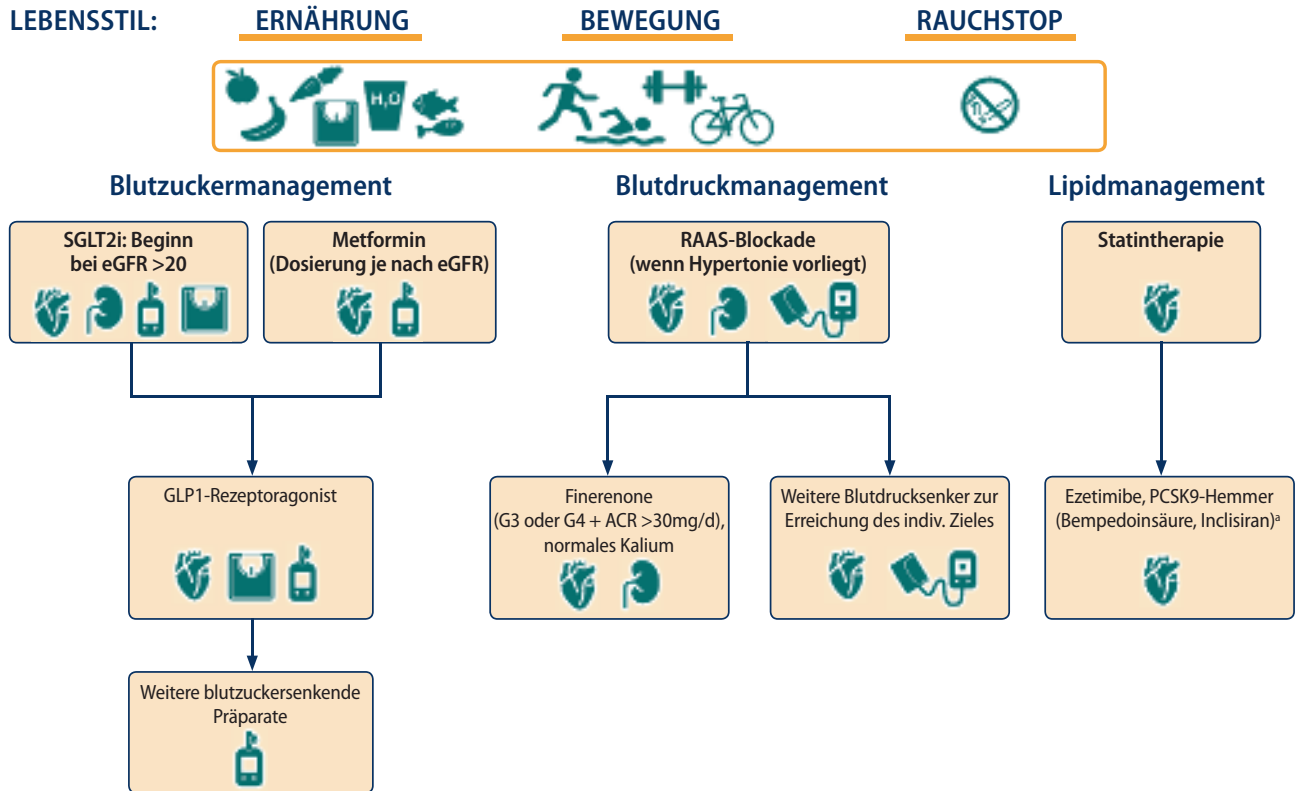 LEBENSSTIL:
ERNÄHRUNG
BEWEGUNG
RAUCHSTOP
H₂O
Blutzuckermanagement
Blutdruckmanagement
Lipidmanagement
SGLT2i: Beginn
bei eGFR >20
Metformin
(Dosierung je nach eGFR)
RAAS-Blockade
(wenn Hypertonie vorliegt)
Statintherapie
GLP1-Rezeptoragonist
Finerenone
(G3 oder G4 + ACR >30mg/d),
normales Kalium
Weitere Blutdrucksenker zur
Erreichung des indiv. Zieles
Ezetimibe, PCSK9-Hemmer
(Bempedoinsäure, Inclisiran)ᵃ
Weitere blutzuckersenkende
Präparate